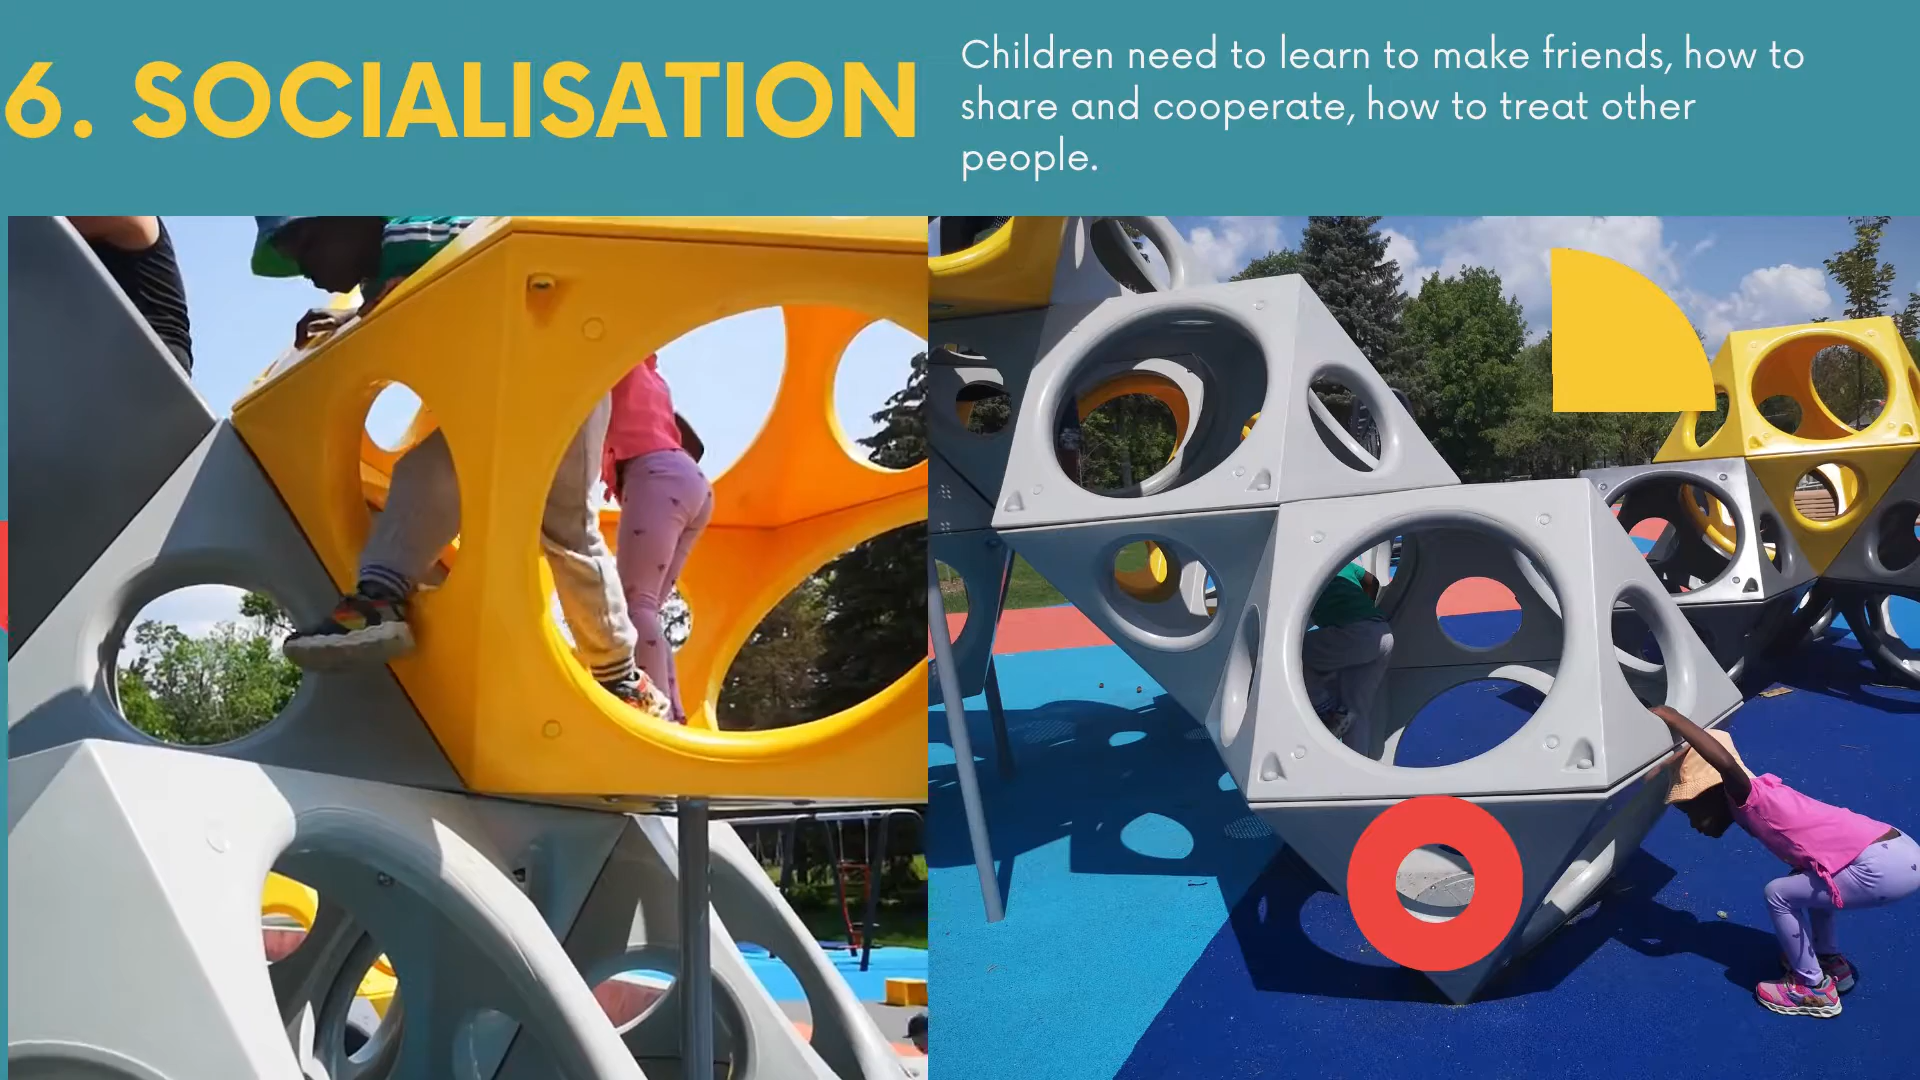 6. SOCIALISATION
Children need to learn to make friends, how to
share and cooperate, how to treat other
people.